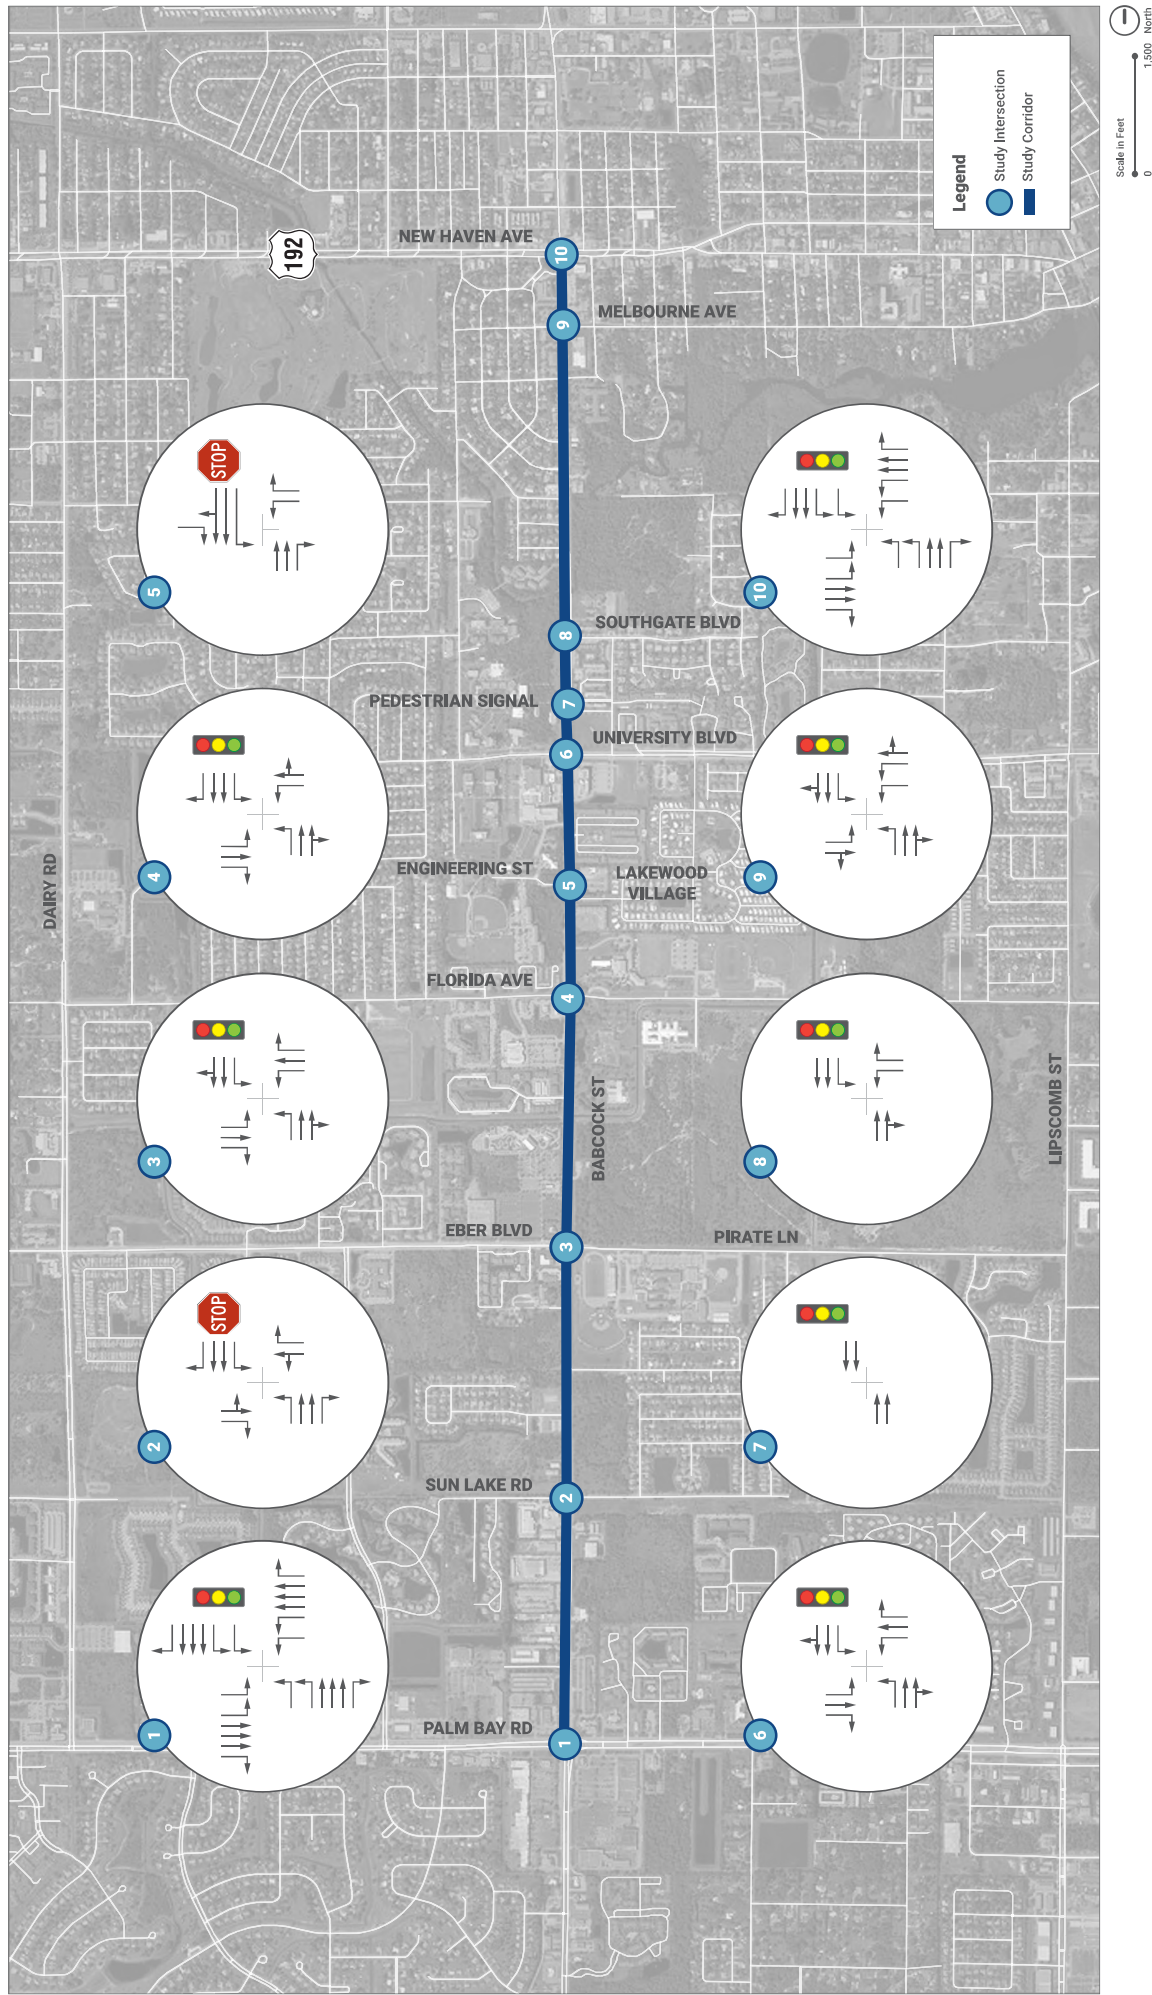 192
NEW HAVEN AVE
10
9
MELBOURNE AVE
8
SOUTHGATE BLVD
PEDESTRIAN SIGNAL
7
6
UNIVERSITY BLVD
ENGINEERING ST
5
LAKEWOOD
VILLAGE
FLORIDA AVE
4
BABCOCK ST
EBER BLVD
3
PIRATE LN
SUN LAKE RD
2
PALM BAY RD
1
DAIRY RD
LIPSCOMB ST
5
STOP
4
3
2
STOP
1
10
9
8
7
6
Legend
Study Intersection
Study Corridor
Scale in Feet
0
1,500
North